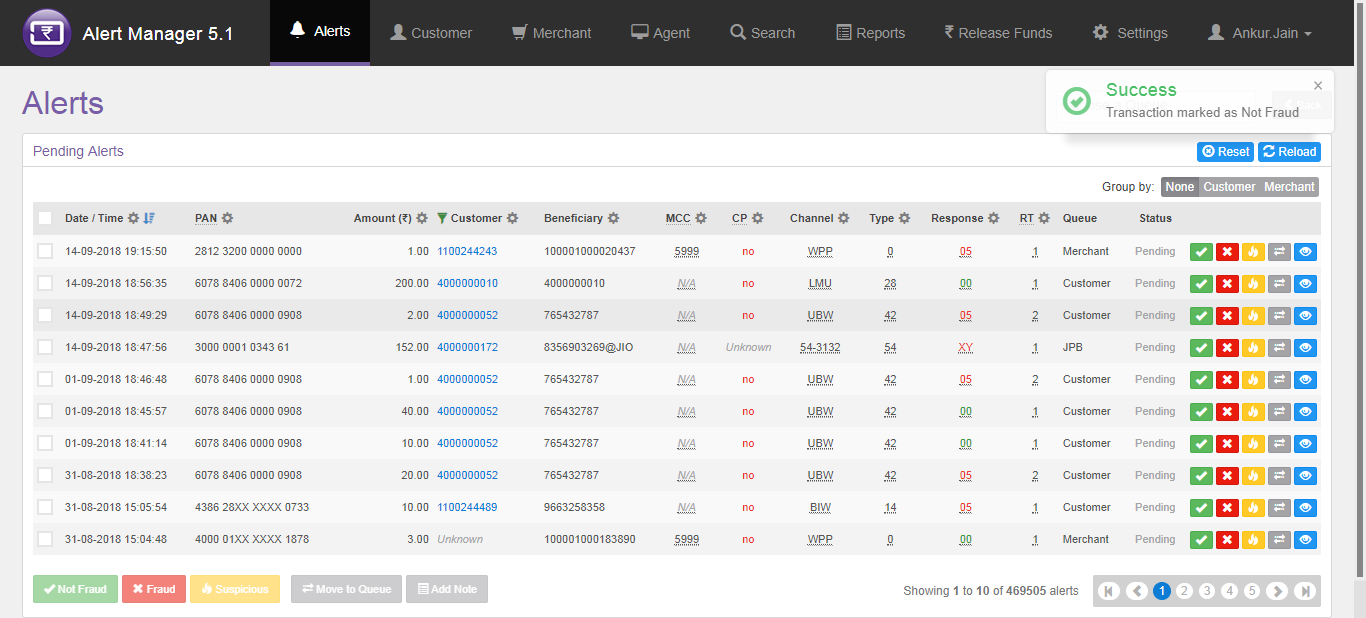 Alert Manager 5.1 Alerts Customer Merchant Agent Search Reports ₹ Release Funds Settings Ankur.Jain
Success ×
Transaction marked as Not Fraud
Alerts
Pending Alerts Reset Reload
Group by: None Customer Merchant
Date / Time PAN Amount (₹) Customer Beneficiary MCC CP Channel Type Response RT Queue Status
14-09-2018 19:15:50 2812 3200 0000 0000 1.00 1100244243 100001000020437 5999 no WPP 0 05 1 Merchant Pending
14-09-2018 18:56:35 6078 8406 0000 0072 200.00 4000000010 4000000010 N/A no LMU 28 00 1 Customer Pending
14-09-2018 18:49:29 6078 8406 0000 0908 2.00 4000000052 765432787 N/A no UBW 42 05 2 Customer Pending
14-09-2018 18:47:56 3000 0001 0343 61 152.00 4000000172 8356903269@JIO N/A Unknown 54-3132 54 XY 1 JPB Pending
01-09-2018 18:46:48 6078 8406 0000 0908 1.00 4000000052 765432787 N/A no UBW 42 05 2 Customer Pending
01-09-2018 18:45:57 6078 8406 0000 0908 40.00 4000000052 765432787 N/A no UBW 42 00 1 Customer Pending
01-09-2018 18:41:14 6078 8406 0000 0908 10.00 4000000052 765432787 N/A no UBW 42 00 1 Customer Pending
31-08-2018 18:38:23 6078 8406 0000 0908 20.00 4000000052 765432787 N/A no UBW 42 05 2 Customer Pending
31-08-2018 15:05:54 4386 28XX XXXX 0733 10.00 1100244489 9663258358 N/A no BIW 14 05 1 Customer Pending
31-08-2018 15:04:48 4000 01XX XXXX 1878 3.00 Unknown 100001000183890 5999 no WPP 0 00 1 Merchant Pending
Not Fraud Fraud Suspicious Move to Queue Add Note Showing 1 to 10 of 469505 alerts 1 2 3 4 5